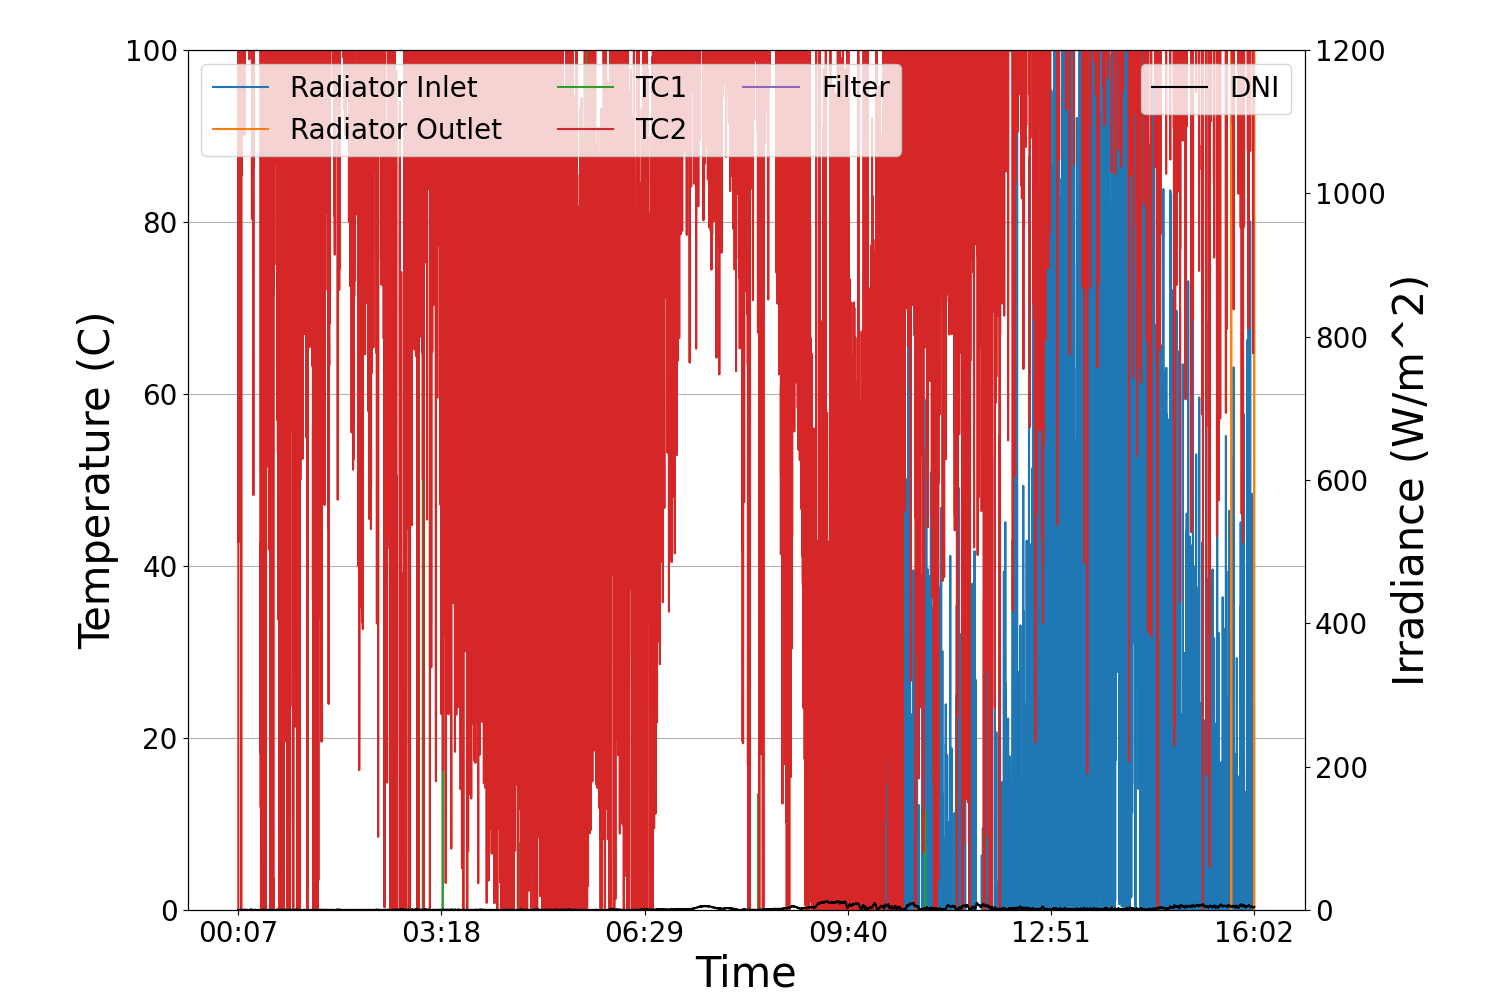 100
80
60
40
20
0
Temperature (C)
Radiator Inlet
Radiator Outlet
TC1
TC2
Filter
DNI
1200
1000
800
600
400
200
0
Irradiance (W/m^2)
00:07 03:18 06:29 09:40 12:51 16:02
Time